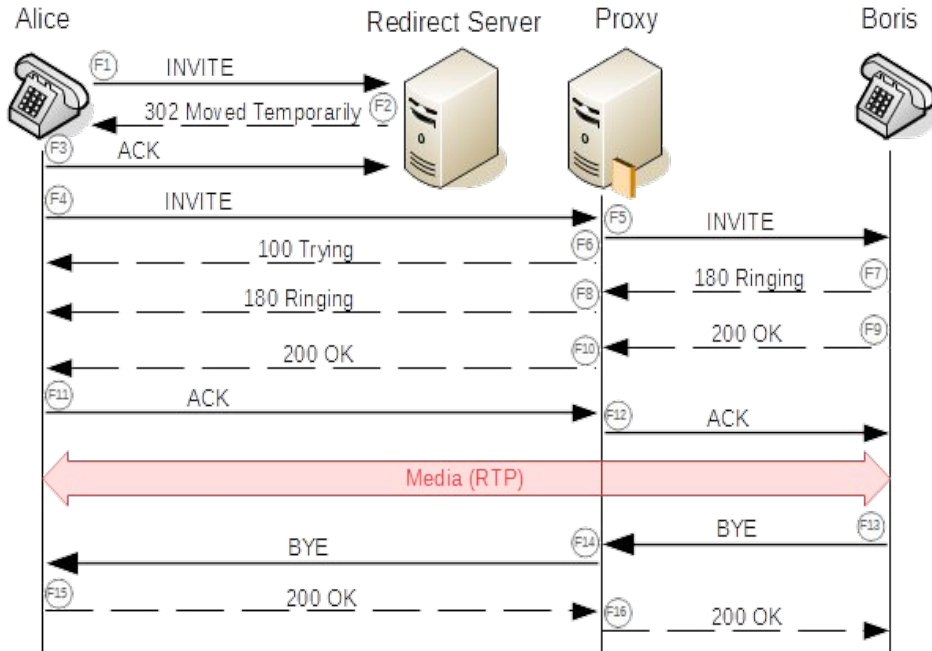 Alice
Redirect Server
Proxy
Boris
F1
INVITE
F2
302 Moved Temporarily
F3
ACK
F4
INVITE
F5
INVITE
F6
100 Trying
F7
180 Ringing
F8
180 Ringing
F9
200 OK
F10
200 OK
F11
ACK
F12
ACK
Media (RTP)
F13
BYE
F14
BYE
F15
200 OK
F16
200 OK